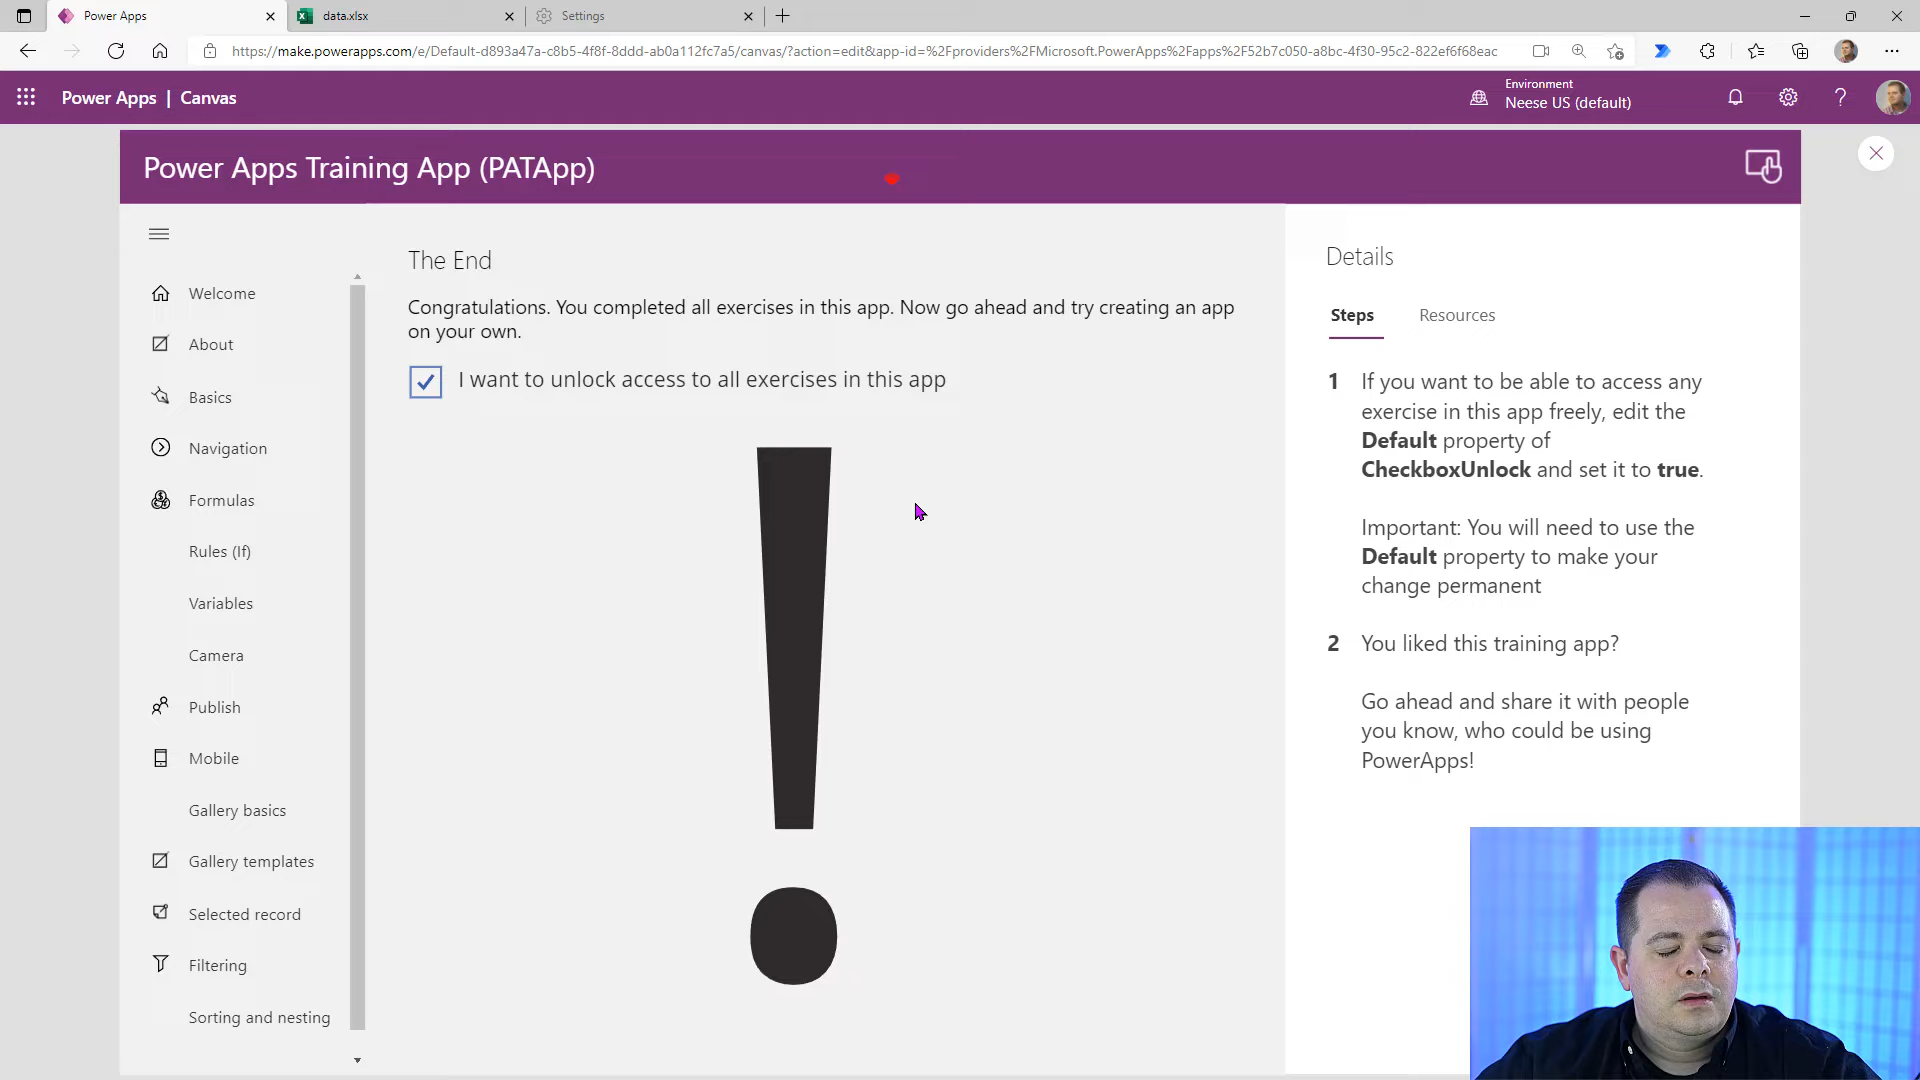 Power Apps
data.xlsx
Settings
https://make.powerapps.com/e/Default-d893a47a-c8b5-4f8f-8ddd-ab0a112fc7a5/canvas/?action=edit&app-id=%2Fproviders%2FMicrosoft.PowerApps%2Fapps%2F52b7c050-a8bc-4f30-95c2-822ef6f68eac
Power Apps | Canvas
Environment
Neese US (default)
Power Apps Training App (PATApp)
Welcome
About
Basics
Navigation
Formulas
Rules (If)
Variables
Camera
Publish
Mobile
Gallery basics
Gallery templates
Selected record
Filtering
Sorting and nesting
The End
Congratulations. You completed all exercises in this app. Now go ahead and try creating an app
on your own.
I want to unlock access to all exercises in this app
!
Details
Steps
Resources
1 If you want to be able to access any
exercise in this app freely, edit the
Default property of
CheckboxUnlock and set it to true.
Important: You will need to use the
Default property to make your
change permanent
2 You liked this training app?
Go ahead and share it with people
you know, who could be using
PowerApps!